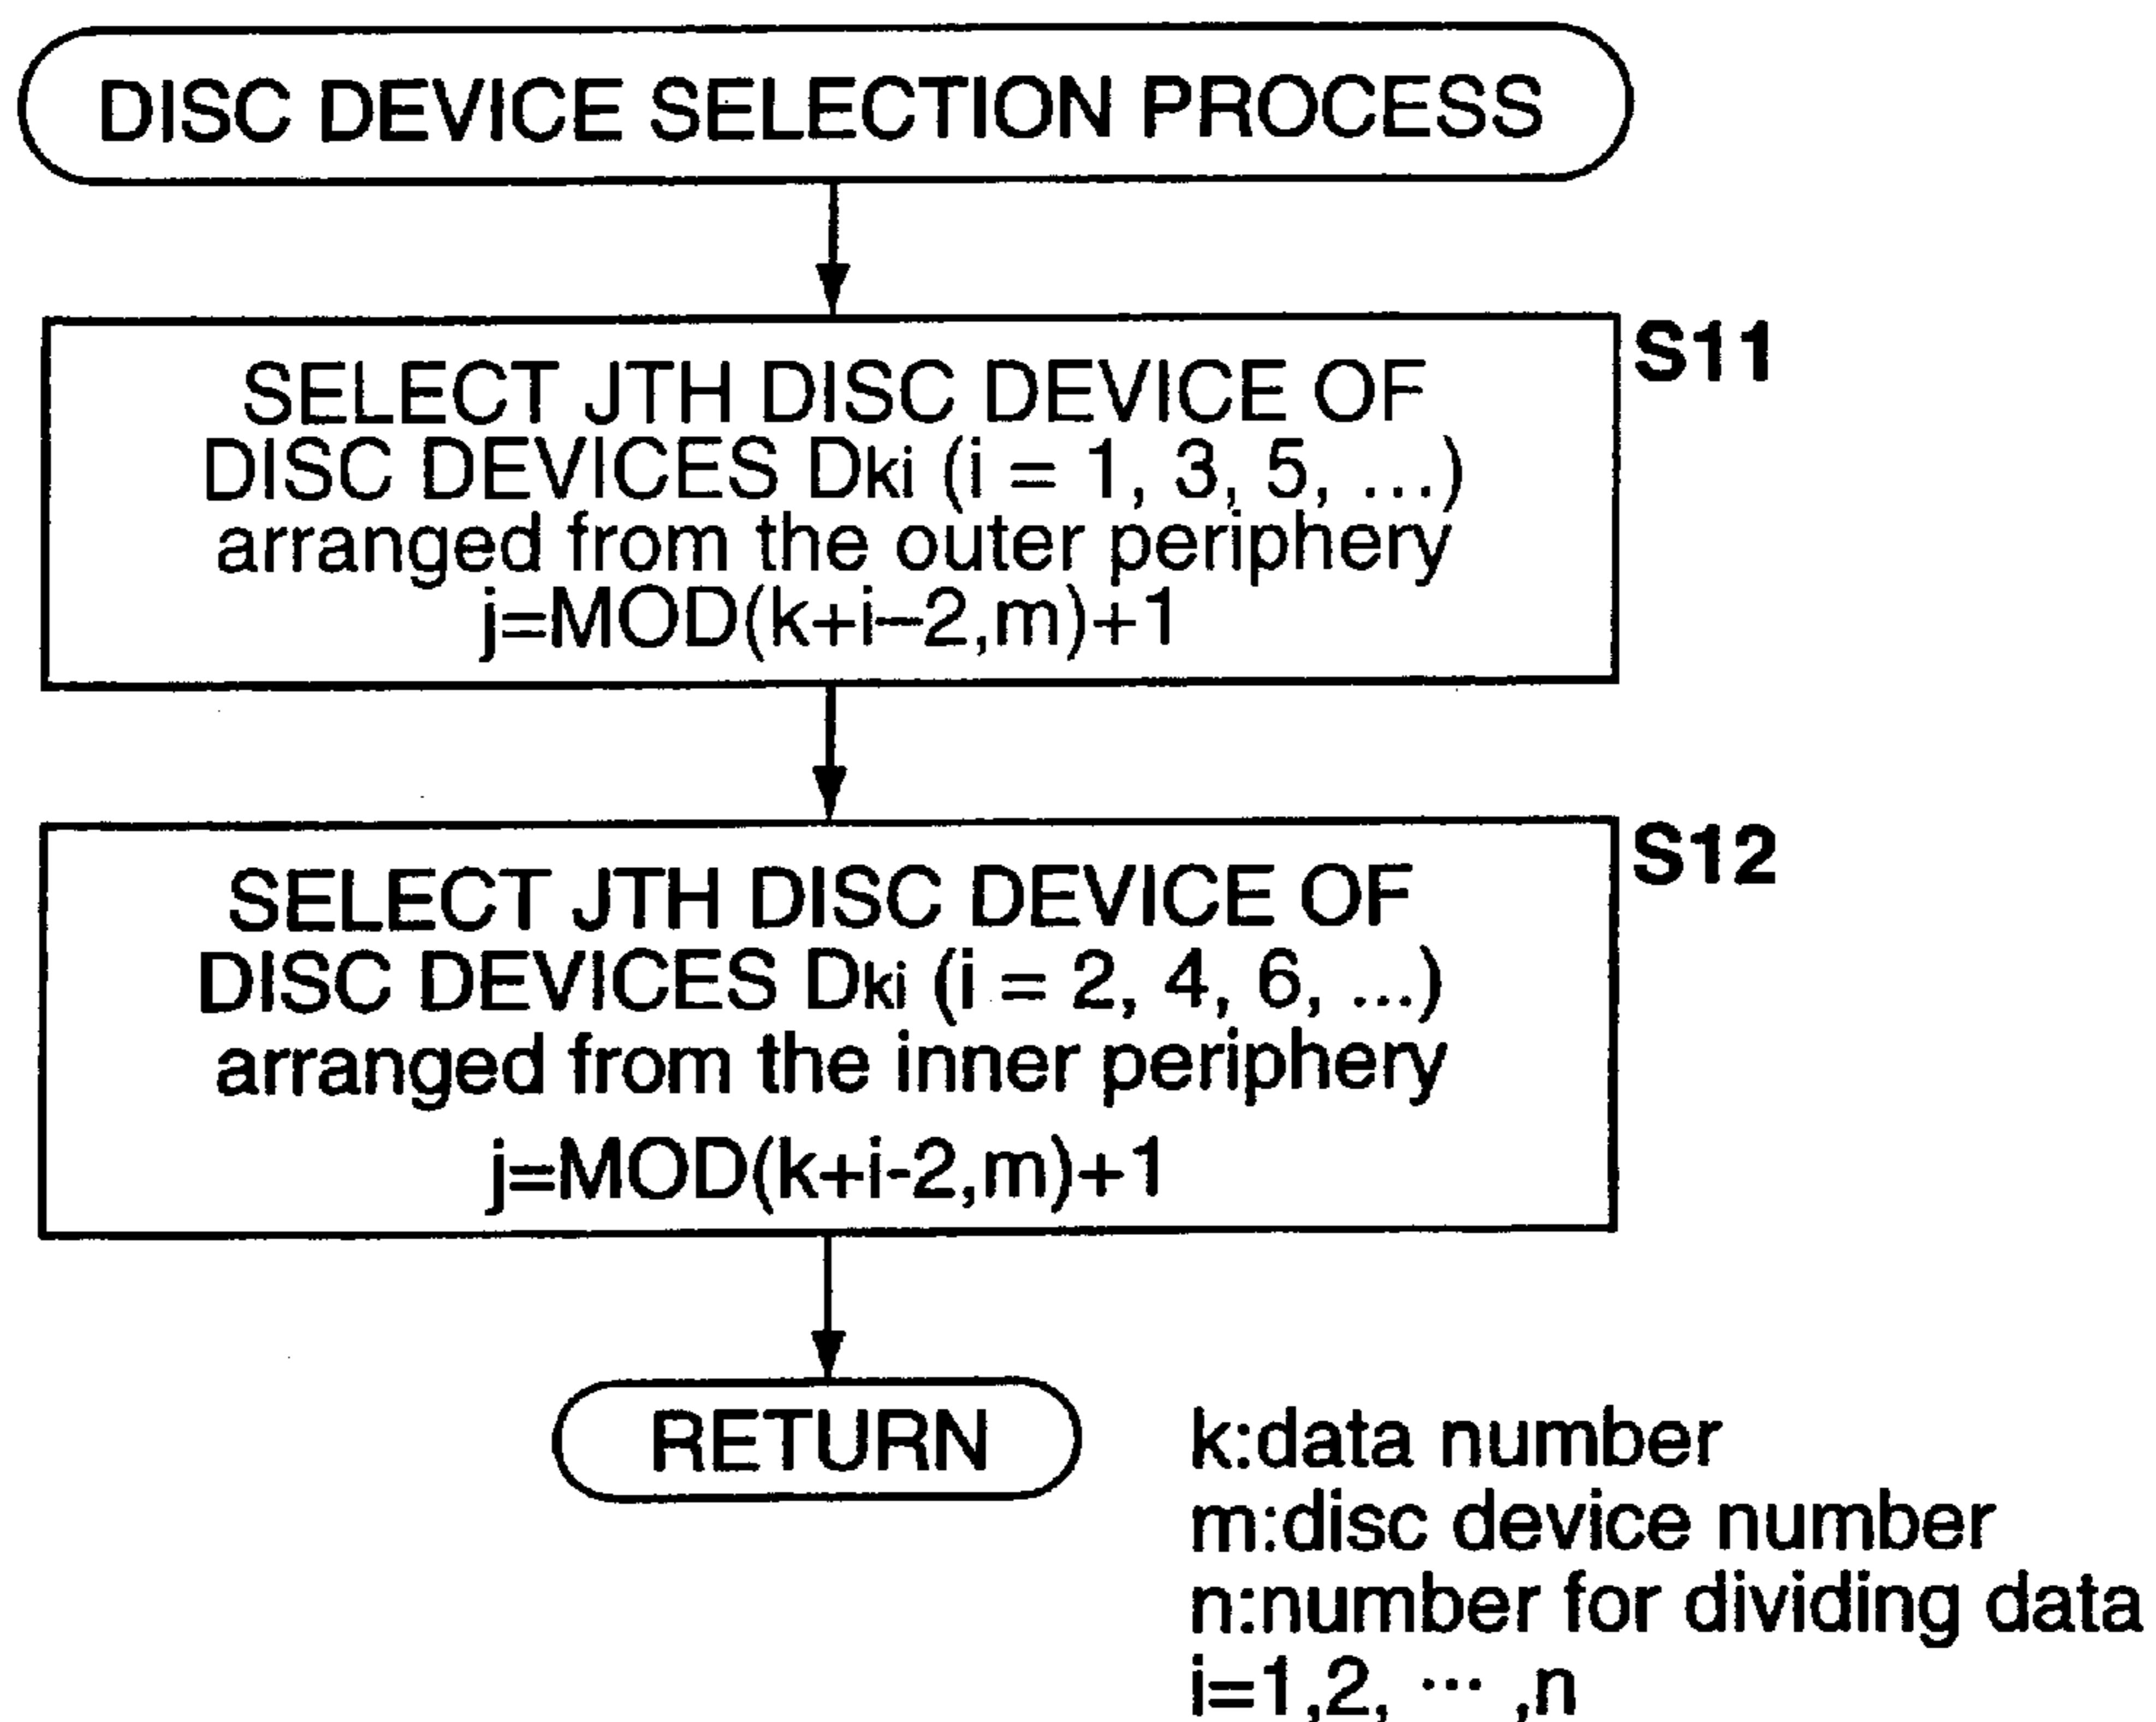 DISC DEVICE SELECTION PROCESS
S11
SELECT JTH DISC DEVICE OF
DISC DEVICES Dki (i = 1, 3, 5, ...)
arranged from the outer periphery
j=MOD(k+i–2,m)+1
S12
SELECT JTH DISC DEVICE OF
DISC DEVICES Dki (i = 2, 4, 6, ...)
arranged from the inner periphery
j=MOD(k+i-2,m)+1
RETURN
k:data number
m:disc device number
n:number for dividing data
i=1,2, ··· ,n